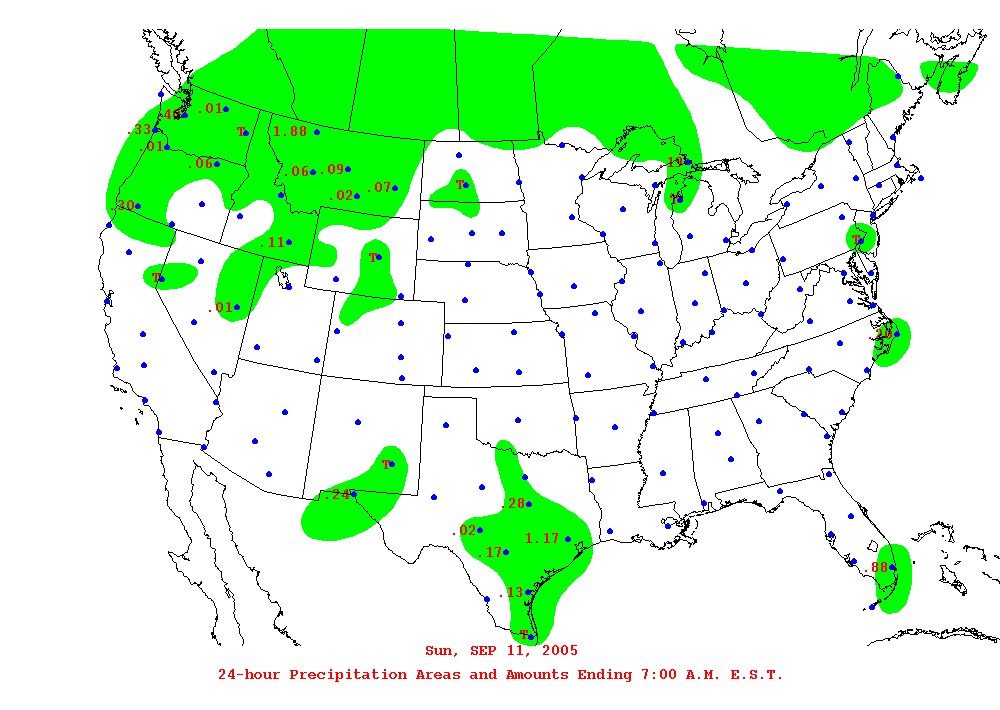 .01
.45
.33
T
1.88
.01
.06
.19
.06
.09
.07
T
.02
T
.30
T
.11
T
T
.01
.20
T
.24
.28
.02
1.17
.17
.88
.13
T
Sun, SEP 11, 2005
24-hour Precipitation Areas and Amounts Ending 7:00 A.M. E.S.T.